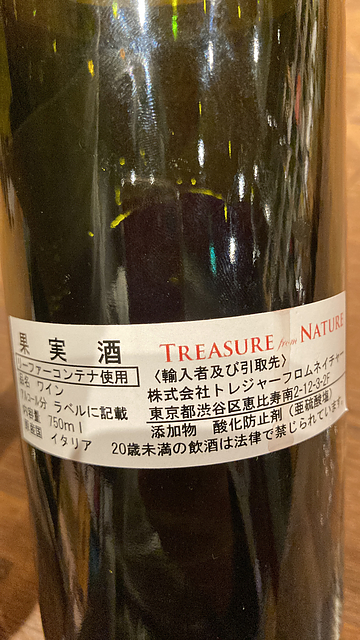 果実酒
リーファーコンテナ使用
品名 ワイン
アルコール分 ラベルに記載
内容量 750ml
原産国 イタリア
TREASURE from NATURE
〈輸入者及び引取先〉
株式会社トレジャーフロムネイチャー
東京都渋谷区恵比寿南2-12-3-2F
添加物 酸化防止剤(亜硫酸塩)
20歳未満の飲酒は法律で禁じられています。